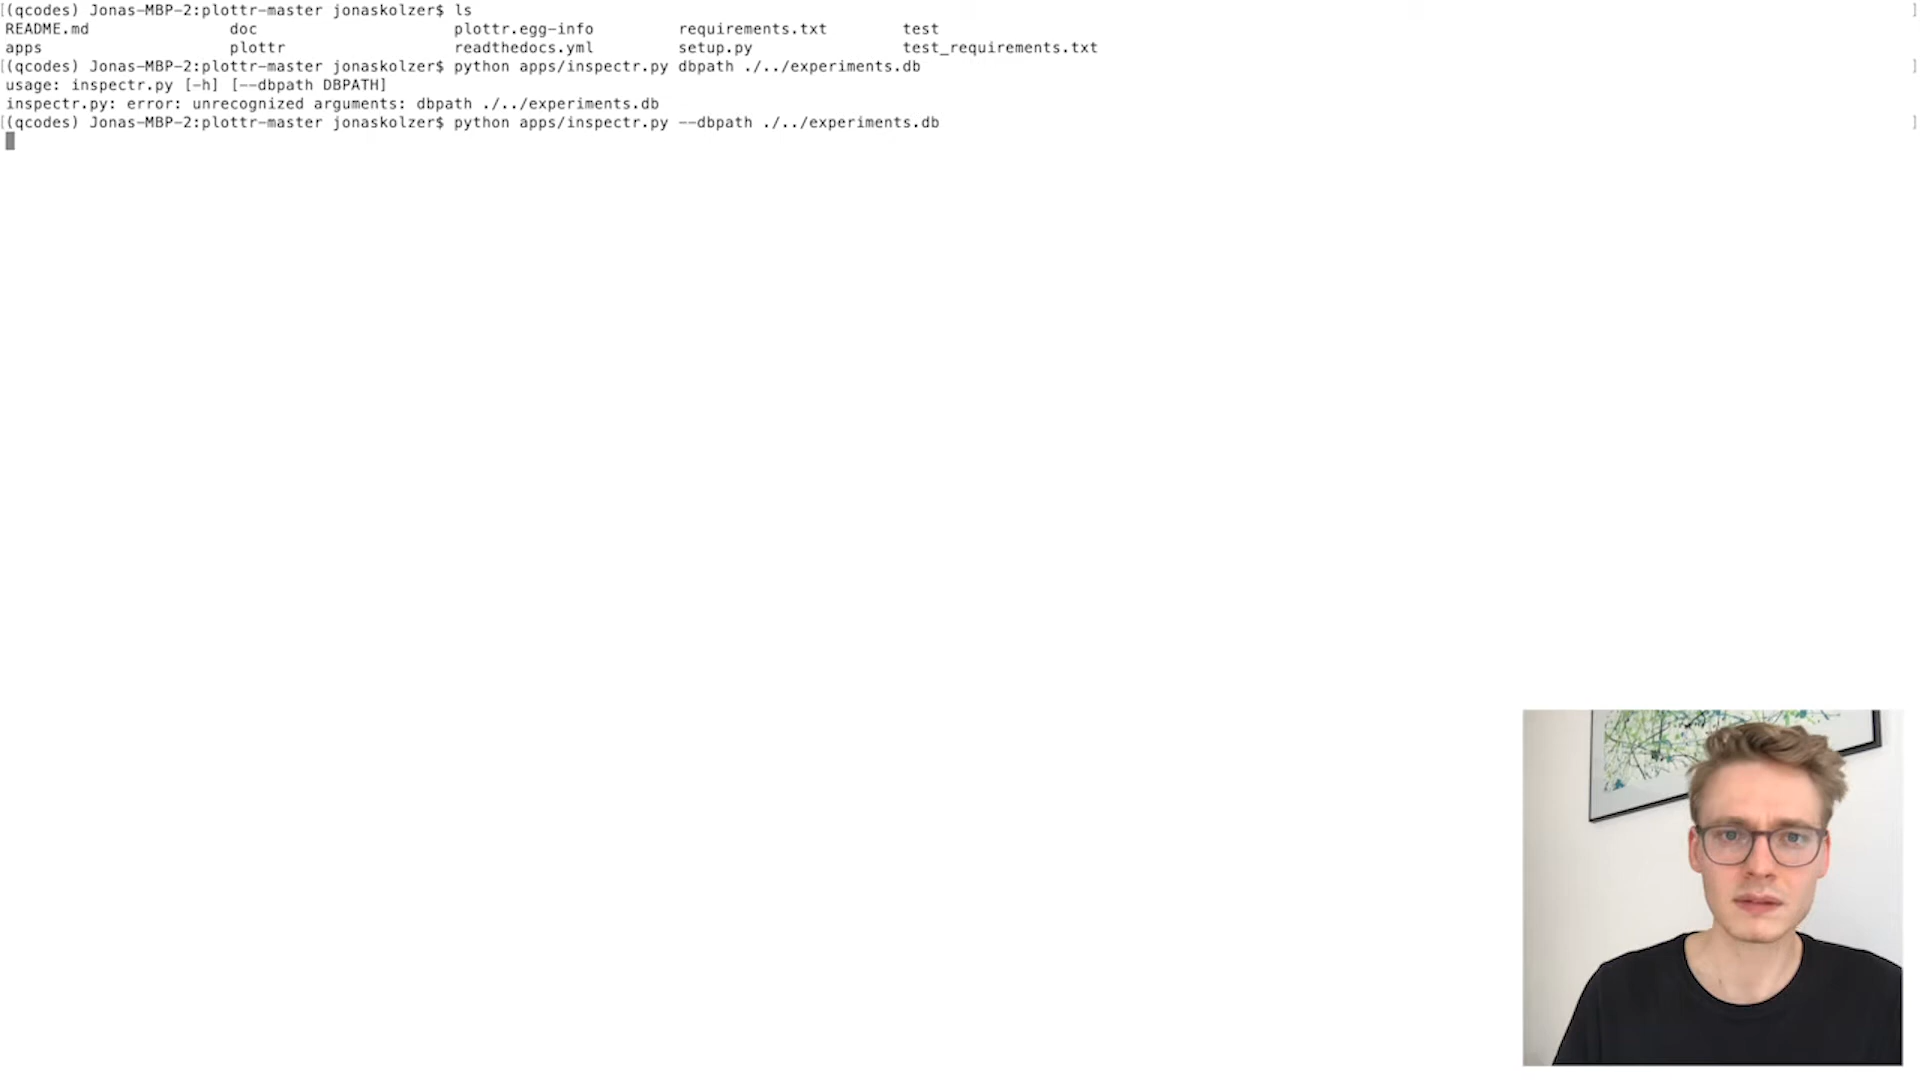 [(qcodes) Jonas-MBP-2:plottr-master jonaskolzer$ ls ]
README.md doc plottr.egg-info requirements.txt test
apps plottr readthedocs.yml setup.py test_requirements.txt
[(qcodes) Jonas-MBP-2:plottr-master jonaskolzer$ python apps/inspectr.py dbpath ./../experiments.db ]
usage: inspectr.py [-h] [--dbpath DBPATH]
inspectr.py: error: unrecognized arguments: dbpath ./../experiments.db
[(qcodes) Jonas-MBP-2:plottr-master jonaskolzer$ python apps/inspectr.py --dbpath ./../experiments.db ]